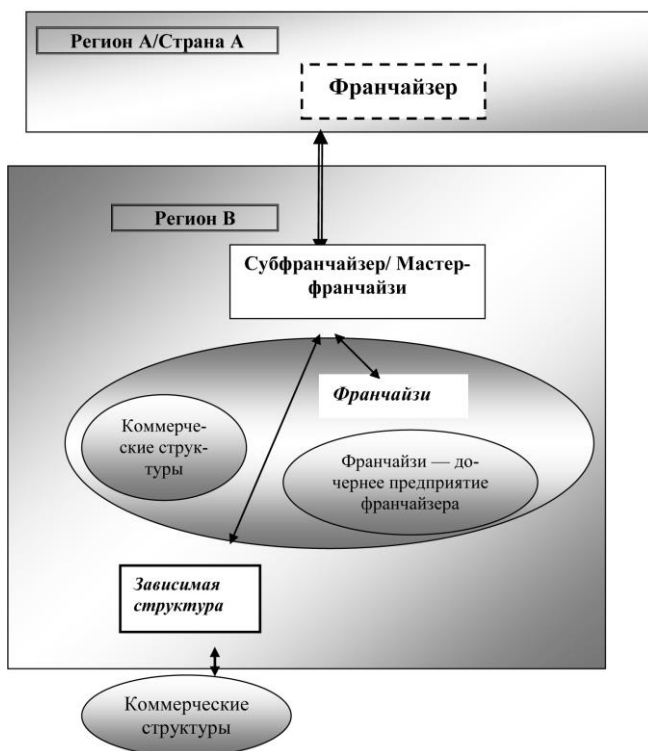 Регион А/Страна А
Франчайзер
Регион В
Субфранчайзер/ Мастер-
франчайзи
Франчайзи
Коммерче-
ские струк-
туры
Франчайзи — до-
чернее предприятие
франчайзера
Зависимая
структура
Коммерческие
структуры